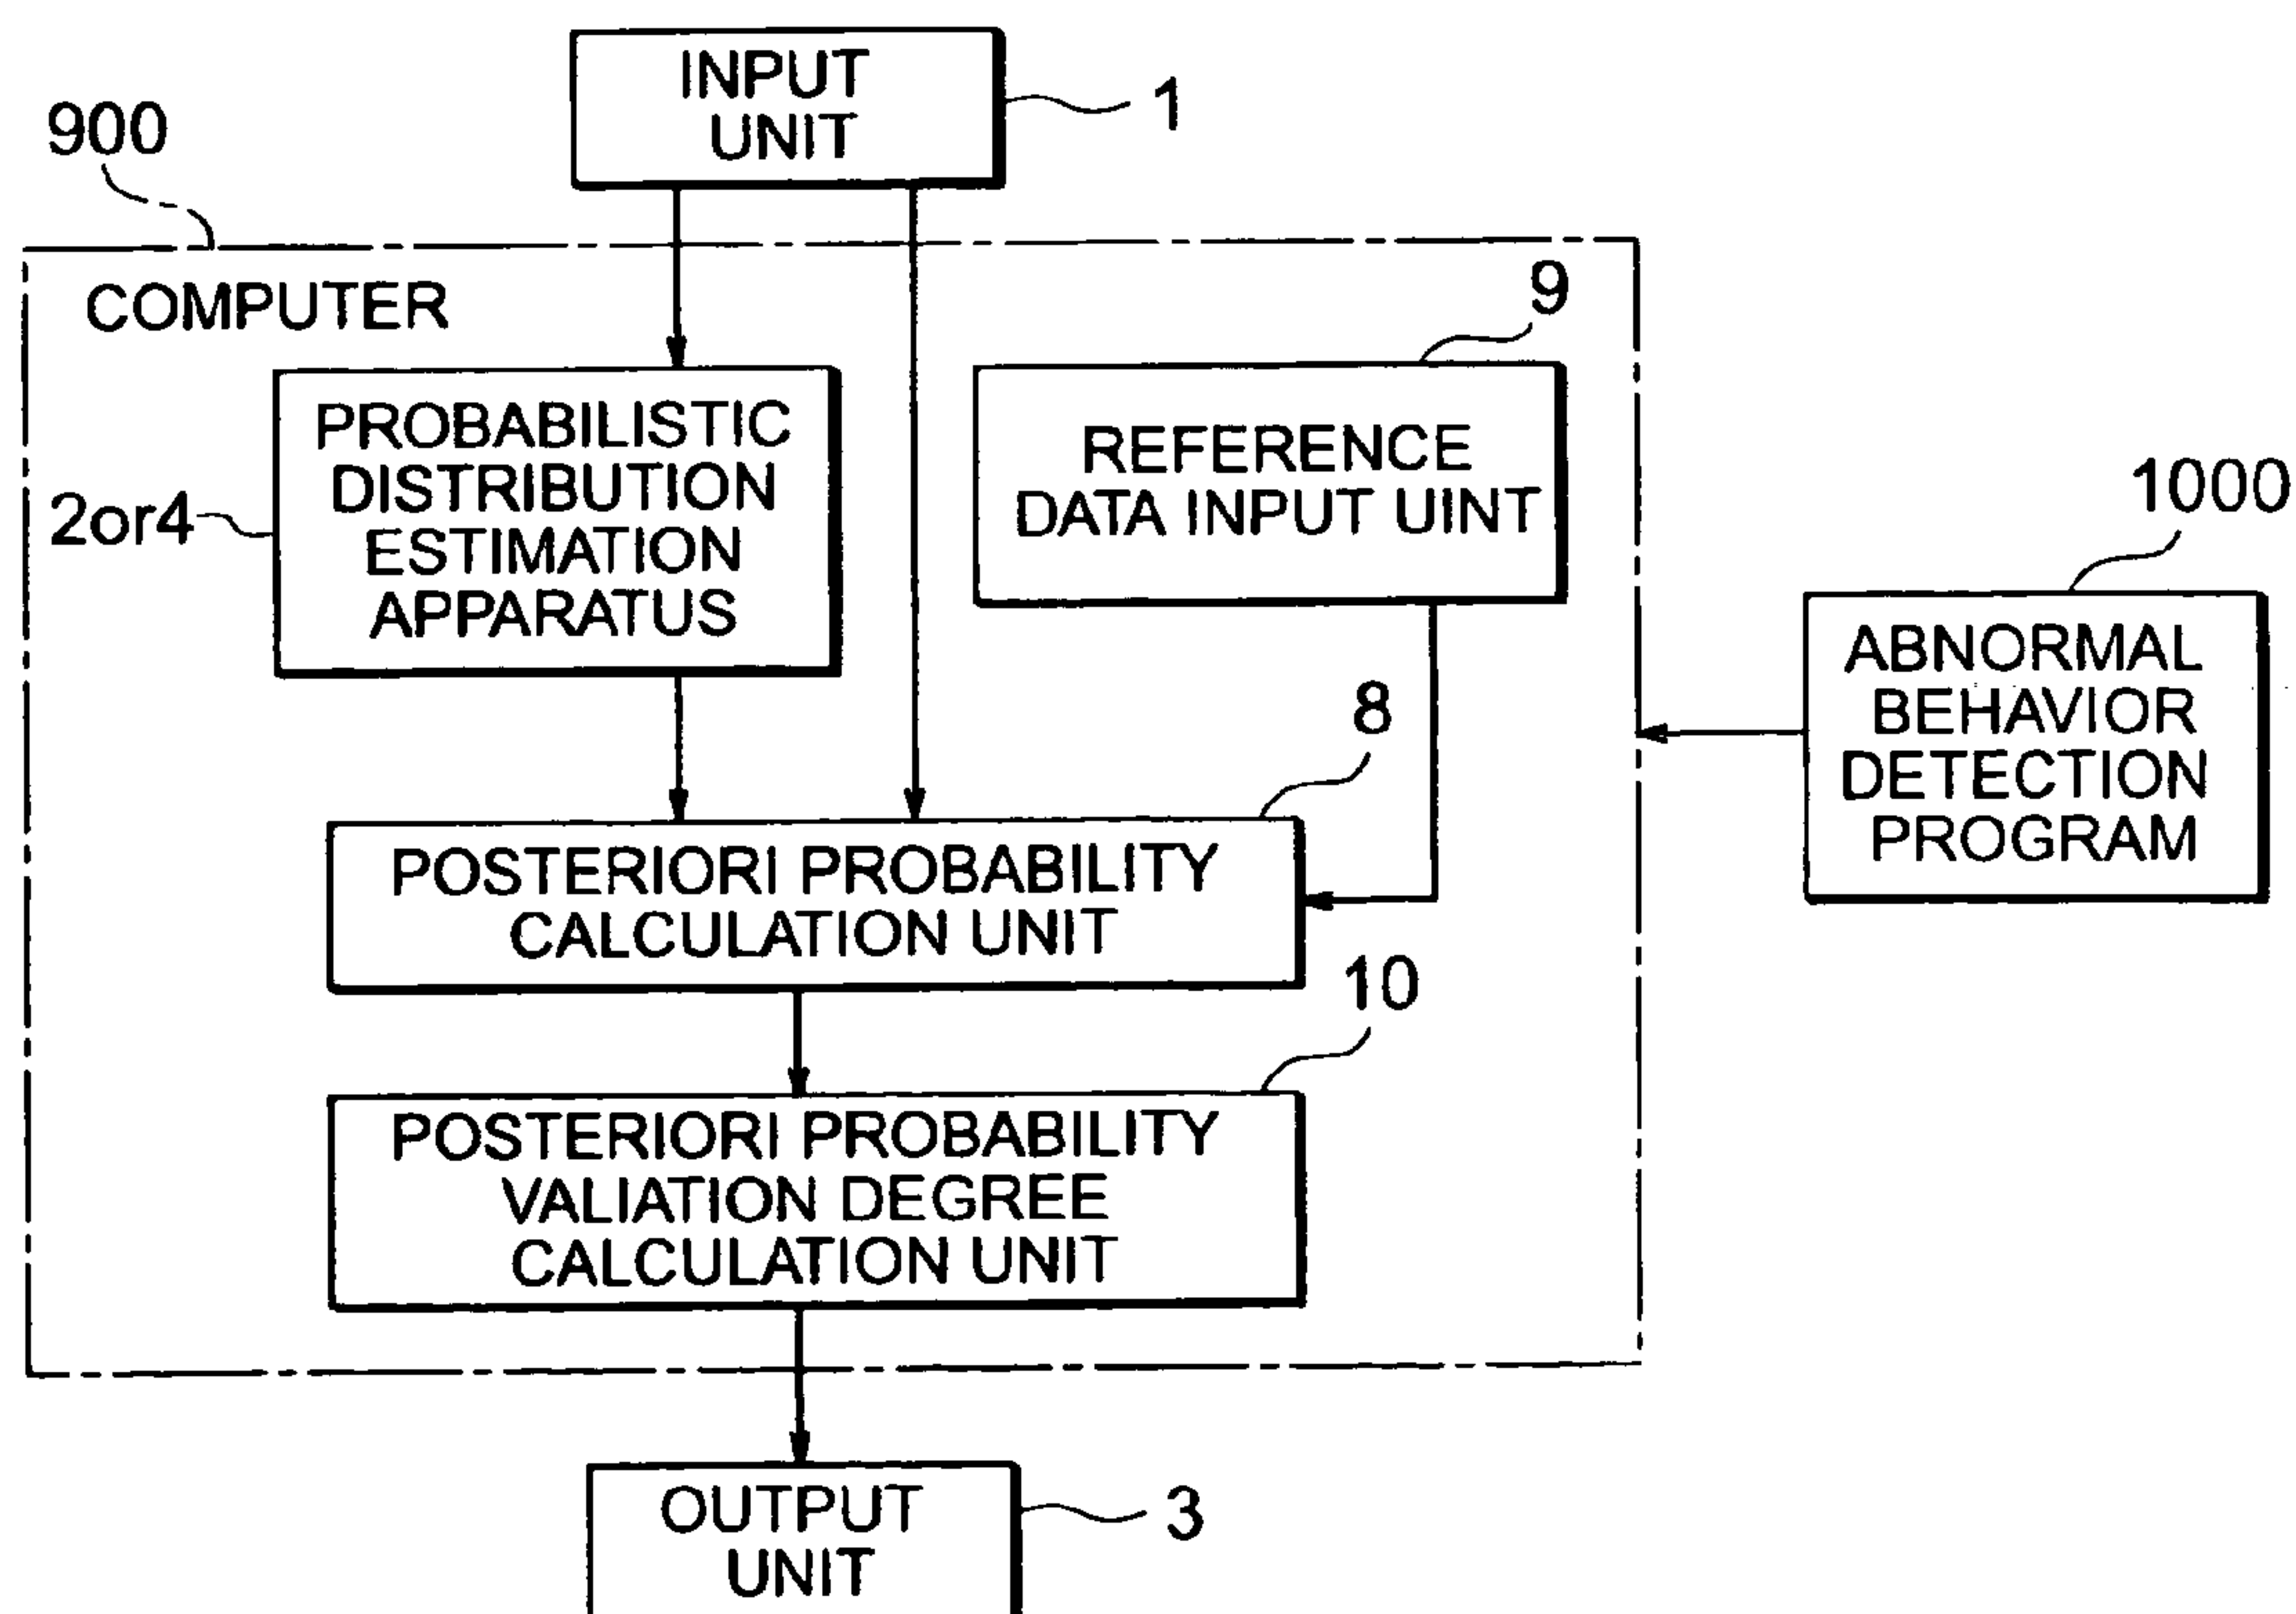 INPUT
UNIT
1
900
COMPUTER
9
PROBABILISTIC
DISTRIBUTION
ESTIMATION
APPARATUS
2or4
REFERENCE
DATA INPUT UINT
1000
ABNORMAL
BEHAVIOR
DETECTION
PROGRAM
8
POSTERIORI PROBABILITY
CALCULATION UNIT
10
POSTERIORI PROBABILITY
VALIATION DEGREE
CALCULATION UNIT
OUTPUT
UNIT
3